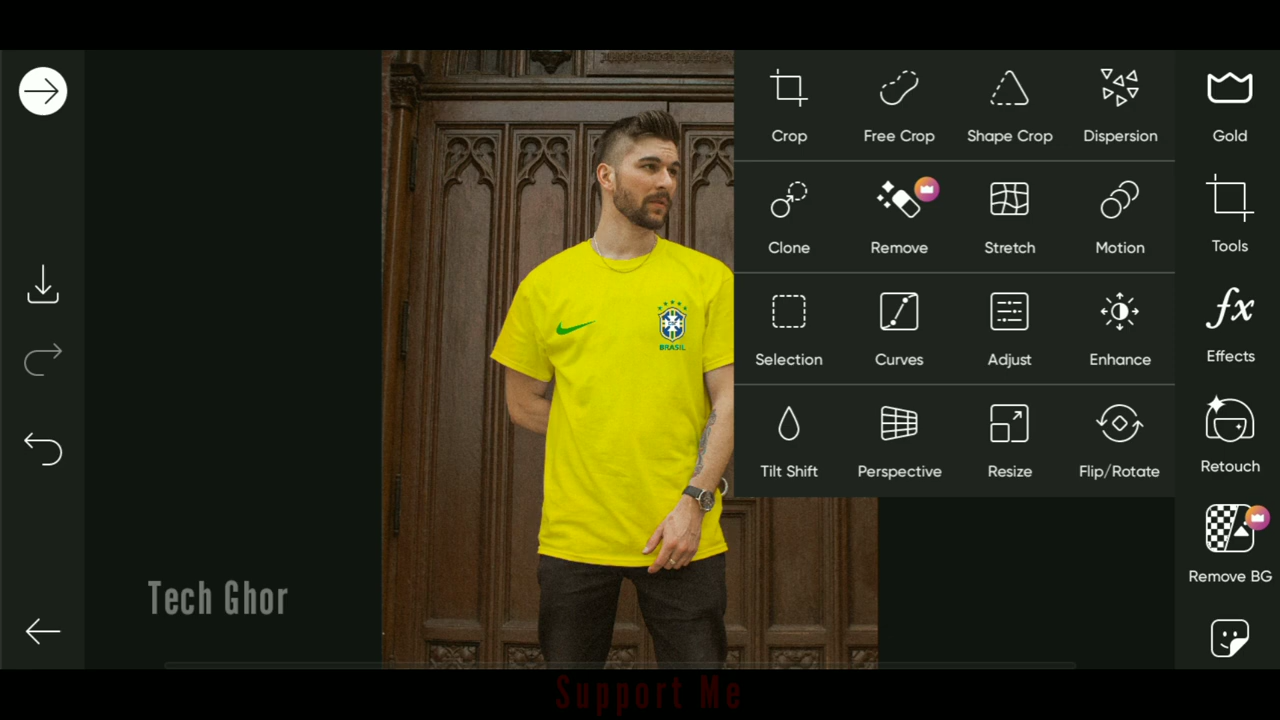 Crop Free Crop Shape Crop Dispersion Gold
Clone Remove Stretch Motion Tools
Selection Curves Adjust Enhance Effects
Tilt Shift Perspective Resize Flip/Rotate Retouch
BRASIL
Remove BG
Tech Ghor
Support Me